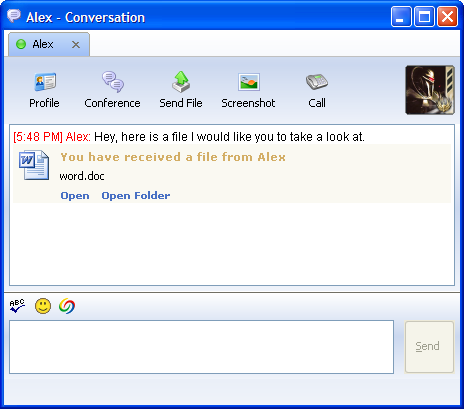 Alex - Conversation
Alex
Profile Conference Send File Screenshot Call
[5:48 PM] Alex: Hey, here is a file I would like you to take a look at.
You have received a file from Alex
word.doc
Open Open Folder
ABC
Send